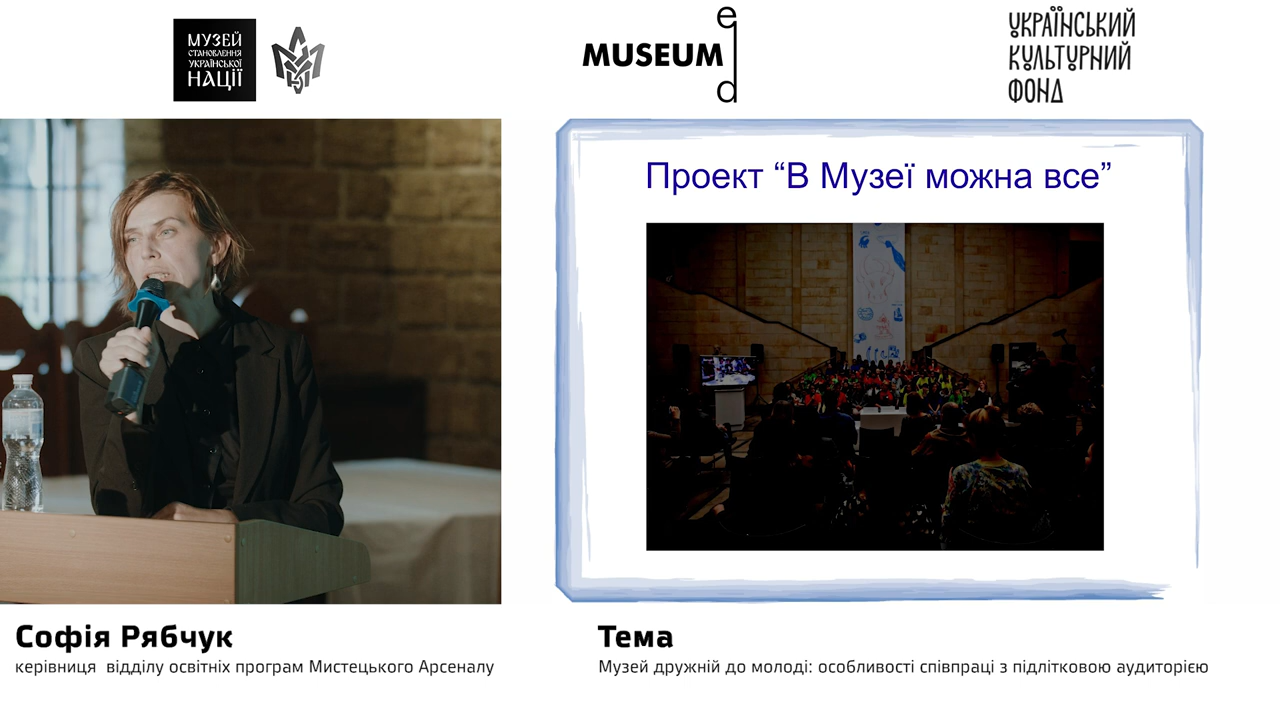 МУЗЕЙ
СТАНОВЛЕННЯ
УКРАЇНСЬКОЇ
НАЦІЇ
MUSEUM ed
УКРАЇНСЬКИЙ
КУЛЬТУРНИЙ
ФОНД
Проект “В Музеї можна все”
Софія Рябчук
керівниця відділу освітніх програм Мистецького Арсеналу
Тема
Музей дружній до молоді: особливості співпраці з підлітковою аудиторією